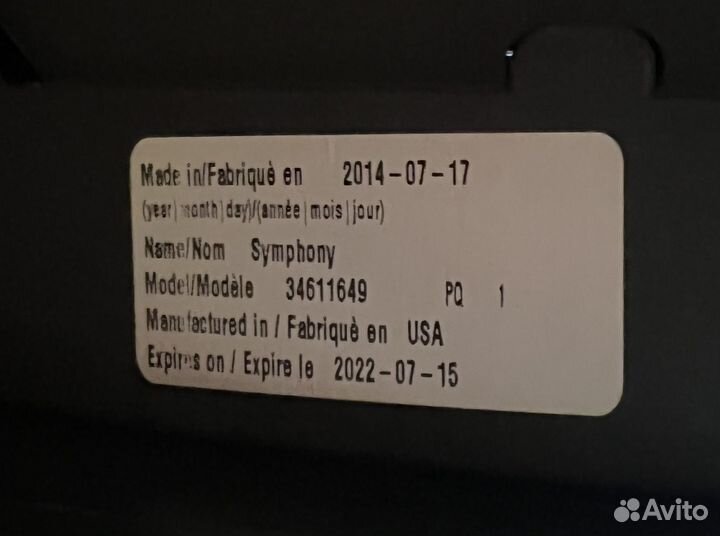 Made in/Fabriquè en 2014-07-17
(year|month|day)/(année|mois|jour)
Name/Nom Symphony
Model/Modèle 34611649 PQ 1
Manufactured in / Fabriquè en USA
Expires on / Expire le 2022-07-15
Avito